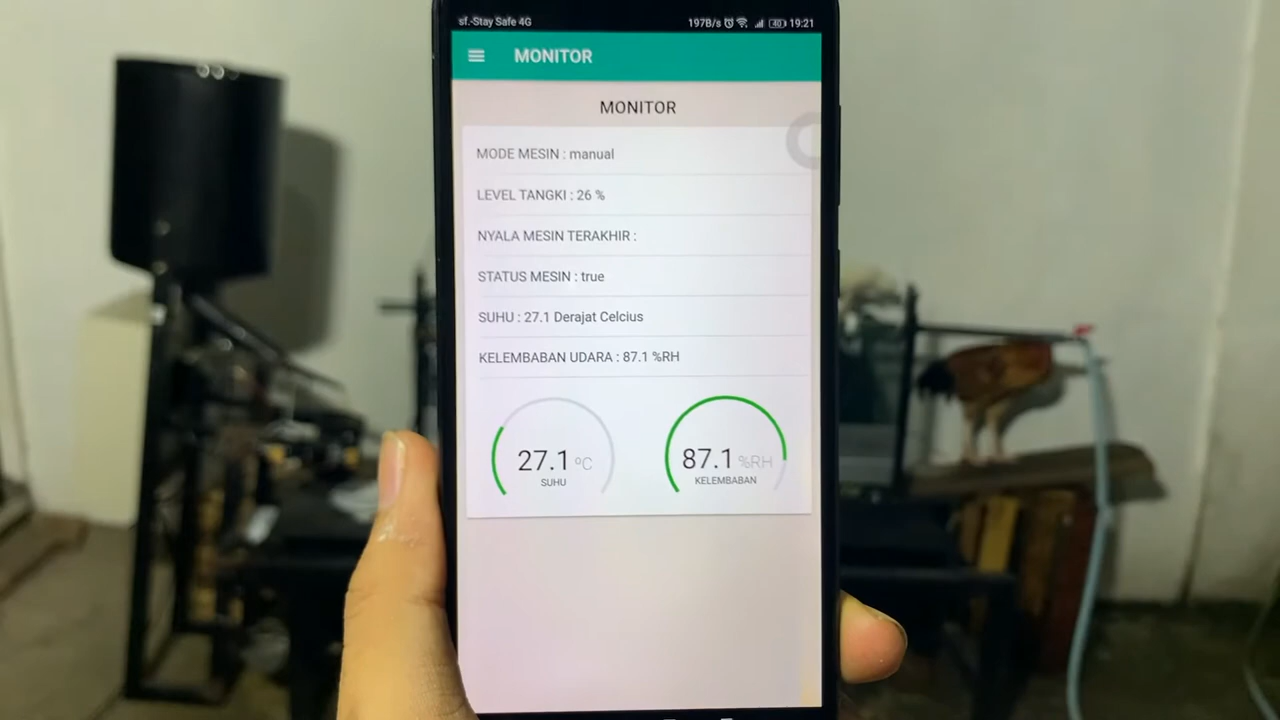 sf.-Stay Safe 4G 197B/s 40 19:21
MONITOR
MONITOR
MODE MESIN : manual
LEVEL TANGKI : 26 %
NYALA MESIN TERAKHIR :
STATUS MESIN : true
SUHU : 27.1 Derajat Celcius
KELEMBABAN UDARA : 87.1 %RH
27.1 ºC
SUHU
87.1 %RH
KELEMBABAN